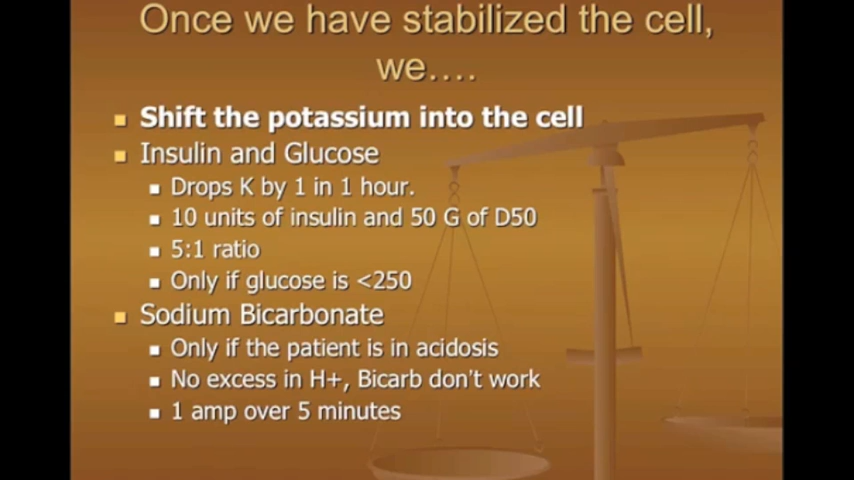 Once we have stabilized the cell,
we....
Shift the potassium into the cell
Insulin and Glucose
Drops K by 1 in 1 hour.
10 units of insulin and 50 G of D50
5:1 ratio
Only if glucose is <250
Sodium Bicarbonate
Only if the patient is in acidosis
No excess in H+, Bicarb don't work
1 amp over 5 minutes